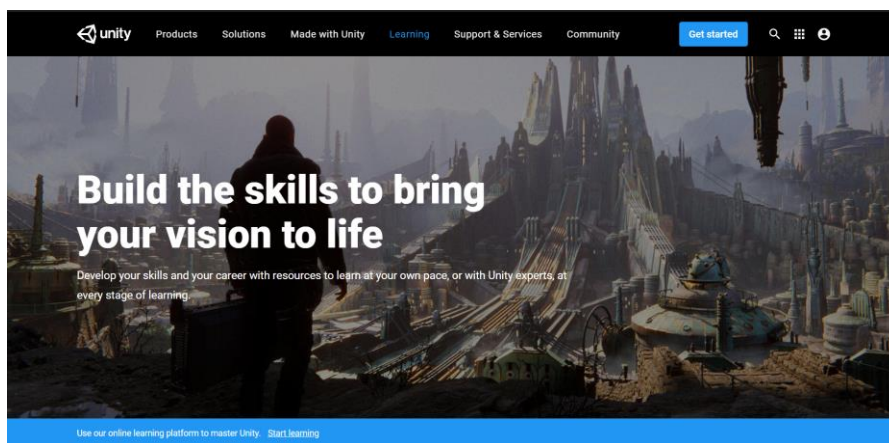 unity Products Solutions Made with Unity Learning Support & Services Community Get started
Build the skills to bring
your vision to life
Develop your skills and your career with resources to learn at your own pace, or with Unity experts, at
every stage of learning.
Use our online learning platform to master Unity. Start learning